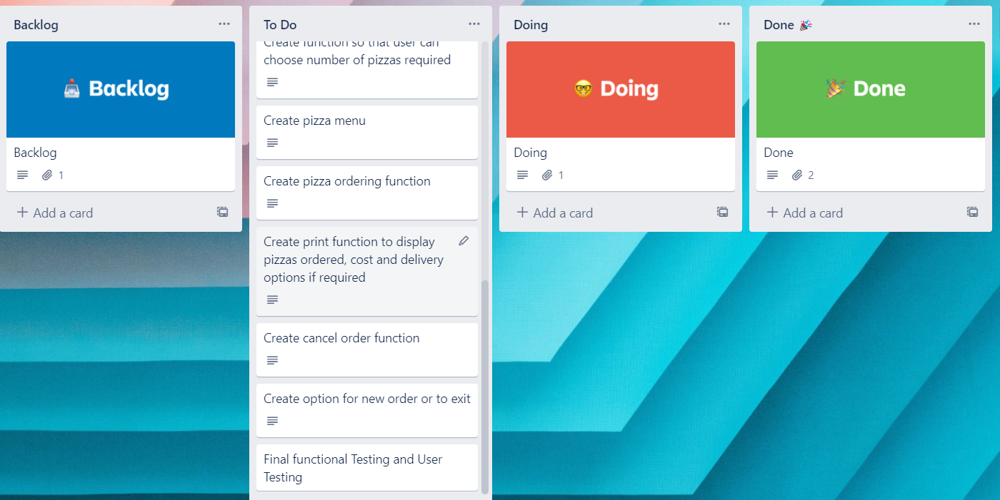 Backlog
Backlog
Backlog
1
Add a card
To Do
Create function so that user can
choose number of pizzas required
Create pizza menu
Create pizza ordering function
Create print function to display
pizzas ordered, cost and delivery
options if required
Create cancel order function
Create option for new order or to exit
Final functional Testing and User
Testing
Doing
Doing
Doing
1
Add a card
Done
Done
Done
2
Add a card